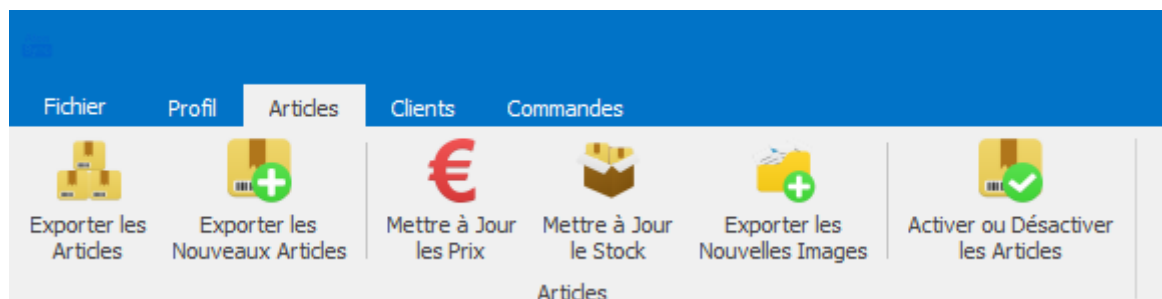 Fichier Profil Articles Clients Commandes
Exporter les
Articles
Exporter les
Nouveaux Articles
Mettre à Jour
les Prix
Mettre à Jour
le Stock
Exporter les
Nouvelles Images
Activer ou Désactiver
les Articles
Articles